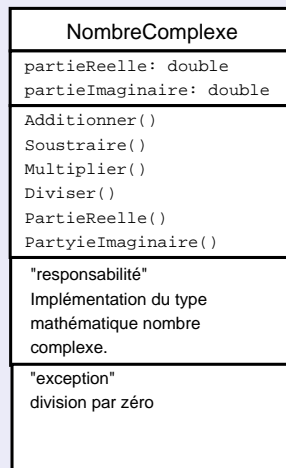 NombreComplexe
partieReelle: double
partieImaginaire: double
Additionner()
Soustraire()
Multiplier()
Diviser()
PartieReelle()
PartyieImaginaire()
"responsabilité"
Implémentation du type
mathématique nombre
complexe.
"exception"
division par zéro